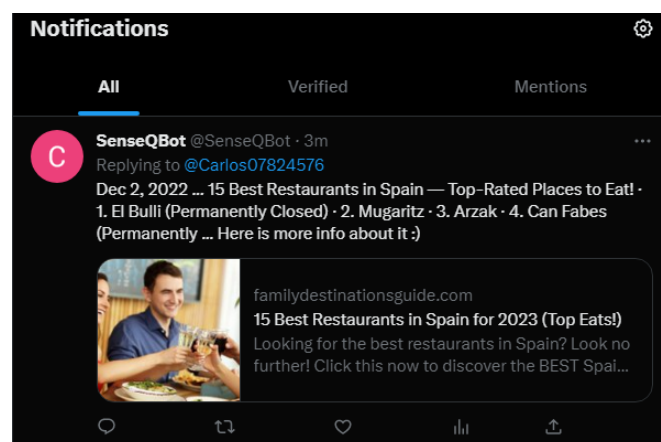 Notifications
All Verified Mentions
C
SenseQBot @SenseQBot · 3m
Replying to @Carlos07824576
Dec 2, 2022 ... 15 Best Restaurants in Spain — Top-Rated Places to Eat! ·
1. El Bulli (Permanently Closed) · 2. Mugaritz · 3. Arzak · 4. Can Fabes
(Permanently ... Here is more info about it :)
familydestinationsguide.com
15 Best Restaurants in Spain for 2023 (Top Eats!)
Looking for the best restaurants in Spain? Look no
further! Click this now to discover the BEST Spai...